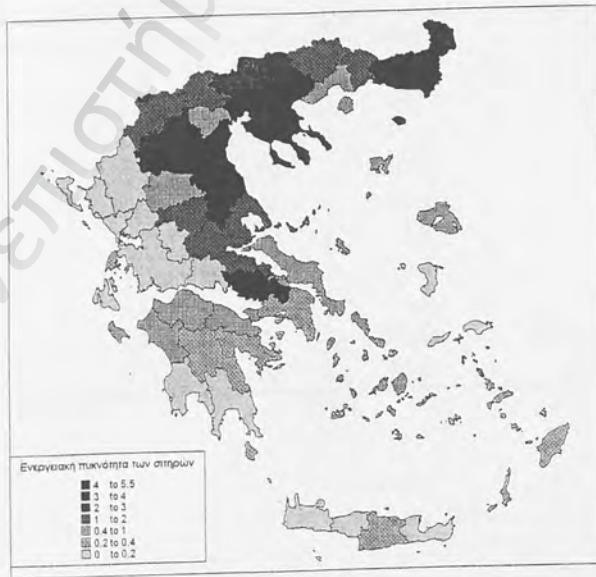 νεπιστήμ
Ενεργειακή πυκνότητα των σιτηρών
4 to 5.5
3 to 4
2 to 3
1 to 2
0.4 to 1
0.2 to 0.4
0 to 0.2